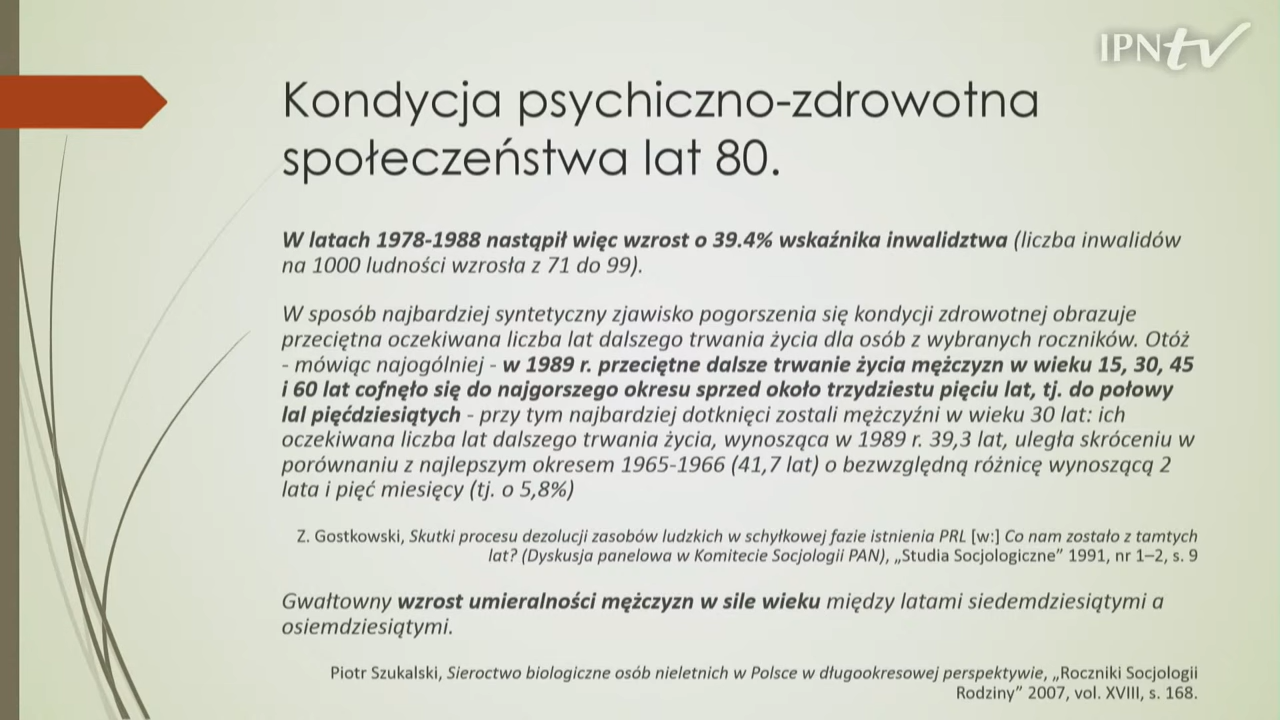 IPNtv
Kondycja psychiczno-zdrowotna
społeczeństwa lat 80.
W latach 1978-1988 nastąpił więc wzrost o 39.4% wskaźnika inwalidztwa (liczba inwalidów
na 1000 ludności wzrosła z 71 do 99).
W sposób najbardziej syntetyczny zjawisko pogorszenia się kondycji zdrowotnej obrazuje
przeciętna oczekiwana liczba lat dalszego trwania życia dla osób z wybranych roczników. Otóż
- mówiąc najogólniej - w 1989 r. przeciętne dalsze trwanie życia mężczyzn w wieku 15, 30, 45
i 60 lat cofnęło się do najgorszego okresu sprzed około trzydziestu pięciu lat, tj. do połowy
lal pięćdziesiątych - przy tym najbardziej dotknięci zostali mężczyźni w wieku 30 lat: ich
oczekiwana liczba lat dalszego trwania życia, wynosząca w 1989 r. 39,3 lat, uległa skróceniu w
porównaniu z najlepszym okresem 1965-1966 (41,7 lat) o bezwzględną różnicę wynoszącą 2
lata i pięć miesięcy (tj. o 5,8%)
Z. Gostkowski, Skutki procesu dezolucji zasobów ludzkich w schyłkowej fazie istnienia PRL [w:] Co nam zostało z tamtych
lat? (Dyskusja panelowa w Komitecie Socjologii PAN), „Studia Socjologiczne” 1991, nr 1–2, s. 9
Gwałtowny wzrost umieralności mężczyzn w sile wieku między latami siedemdziesiątymi a
osiemdziesiątymi.
Piotr Szukalski, Sieroctwo biologiczne osób nieletnich w Polsce w długookresowej perspektywie, „Roczniki Socjologii
Rodziny” 2007, vol. XVIII, s. 168.